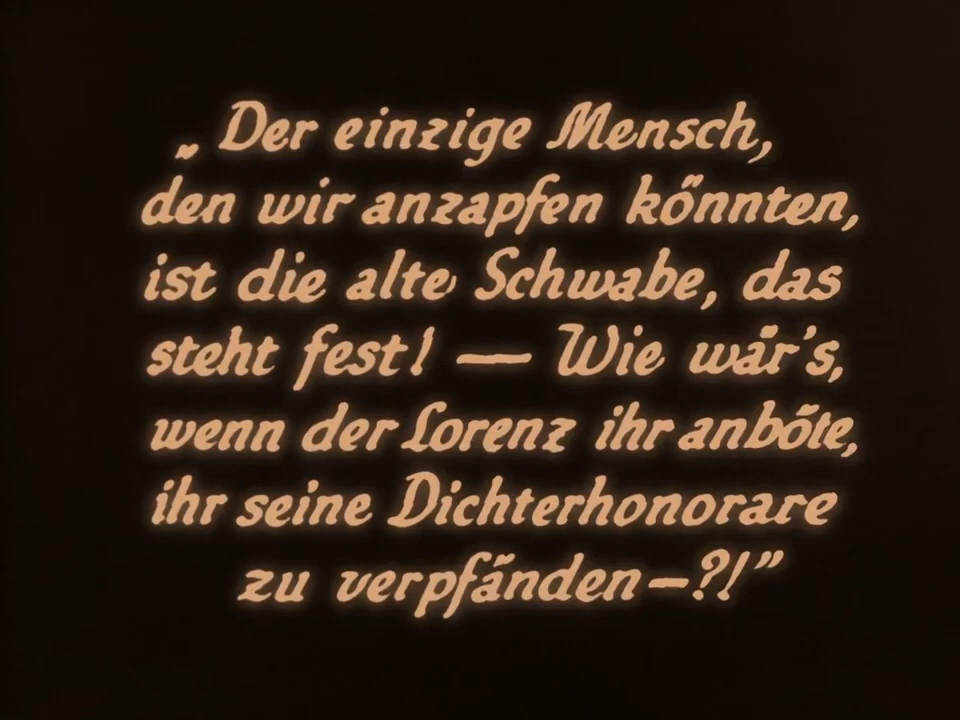 „Der einzige Mensch,
den wir anzapfen könnten,
ist die alte Schwabe, das
steht fest! — Wie wär's,
wenn der Lorenz ihr anböte,
ihr seine Dichterhonorare
zu verpfänden—?!”